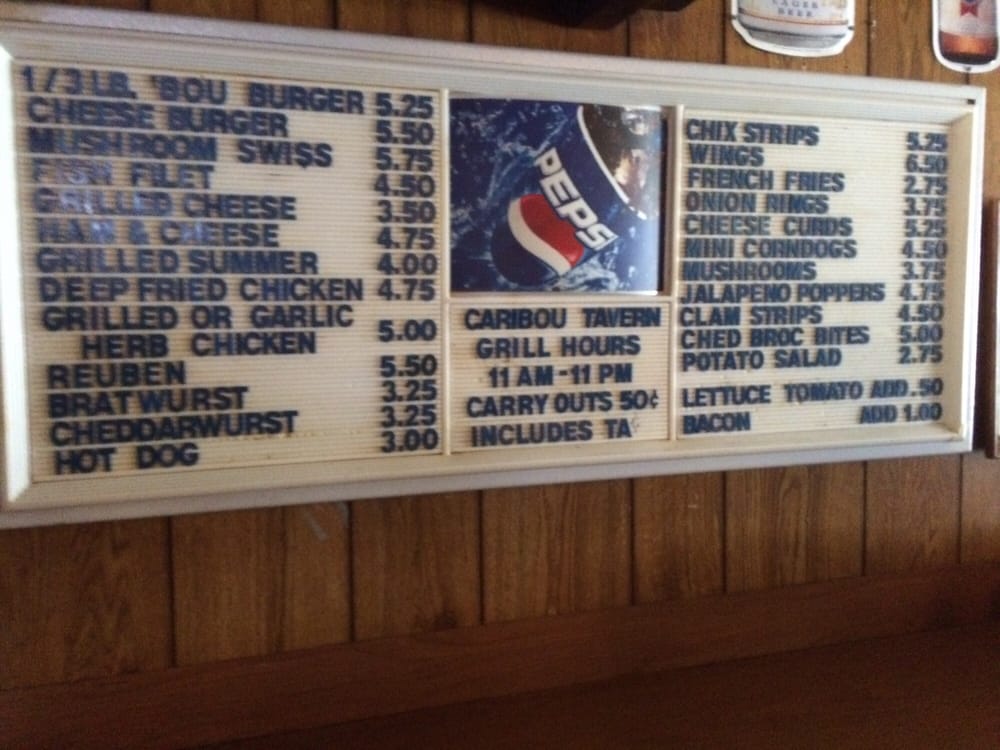 LAGER
BEER
1/3 LB. 'BOU BURGER 5.25
CHEESE BURGER 5.50
MUSHROOM SWISS 5.75
FISH FILET 4.50
GRILLED CHEESE 3.50
HAM & CHEESE 4.75
GRILLED SUMMER 4.00
DEEP FRIED CHICKEN 4.75
GRILLED OR GARLIC
HERB CHICKEN 5.00
REUBEN 5.50
BRATWURST 3.25
CHEDDARWURST 3.25
HOT DOG 3.00
PEPSI
CARIBOU TAVERN
GRILL HOURS
11 AM-11 PM
CARRY OUTS 50¢
INCLUDES TA
CHIX STRIPS 5.25
WINGS 6.50
FRENCH FRIES 2.75
ONION RINGS 3.75
CHEESE CURDS 5.25
MINI CORNDOGS 4.50
MUSHROOMS 3.75
JALAPENO POPPERS 4.75
CLAM STRIPS 4.50
CHED BROC BITES 5.00
POTATO SALAD 2.75
LETTUCE TOMATO ADD .50
BACON ADD 1.00